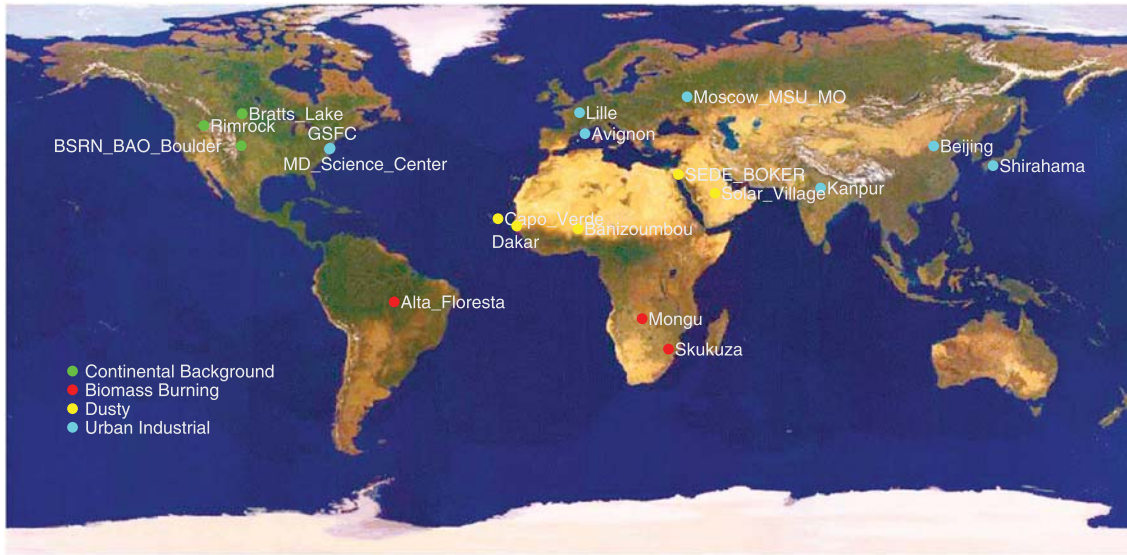 Moscow_MSU_MO
Bratts_Lake
Lille
Rimrock
GSFC
Avignon
BSRN_BAO_Boulder
Beijing
MD_Science_Center
Shirahama
SEDE_BOKER
Kanpur
Solar_Village
Capo_Verde
Banizoumbou
Dakar
Alta_Floresta
Mongu
Skukuza
Continental Background
Biomass Burning
Dusty
Urban Industrial